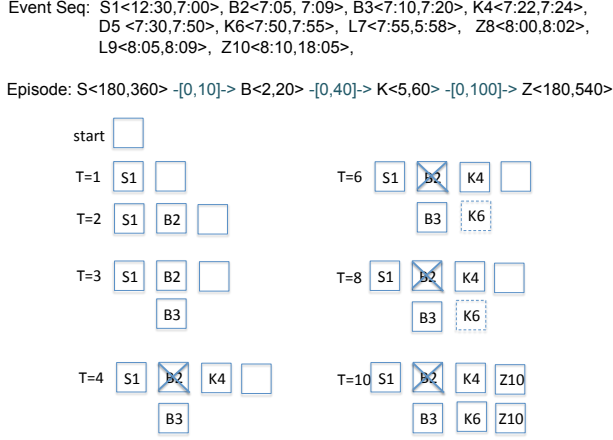 Event Seq: S1<12:30,7:00>, B2<7:05, 7:09>, B3<7:10,7:20>, K4<7:22,7:24>,
D5 <7:30,7:50>, K6<7:50,7:55>, L7<7:55,5:58>, Z8<8:00,8:02>,
L9<8:05,8:09>, Z10<8:10,18:05>,
Episode: S<180,360> -[0,10]-> B<2,20> -[0,40]-> K<5,60> -[0,100]-> Z<180,540>
start
T=1 S1
T=2 S1 B2
T=3 S1 B2
B3
T=4 S1 B2 K4
B3
T=6 S1 B2 K4
B3 K6
T=8 S1 B2 K4
B3 K6
T=10 S1 B2 K4 Z10
B3 K6 Z10